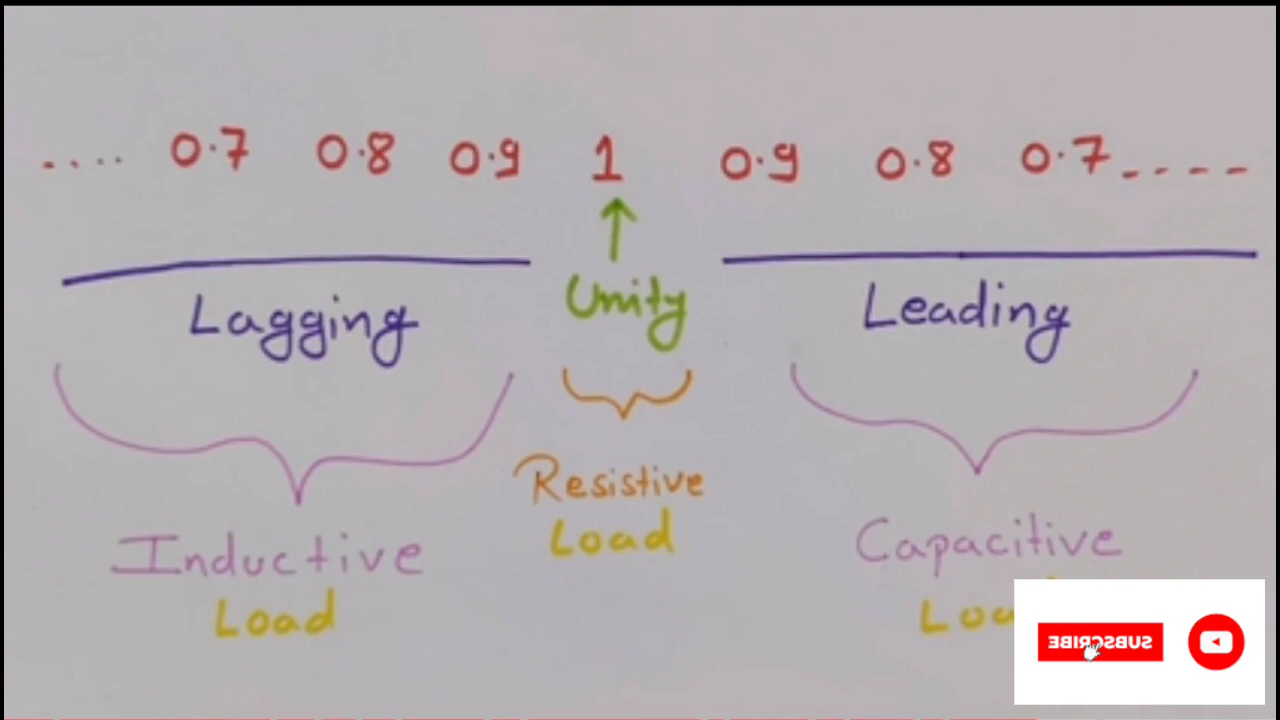 .... 0.7 0.8 0.9 1 0.9 0.8 0.7 ----
Lagging Unity Leading
Inductive Load
Resistive Load
Capacitive
SUBSCRIBE